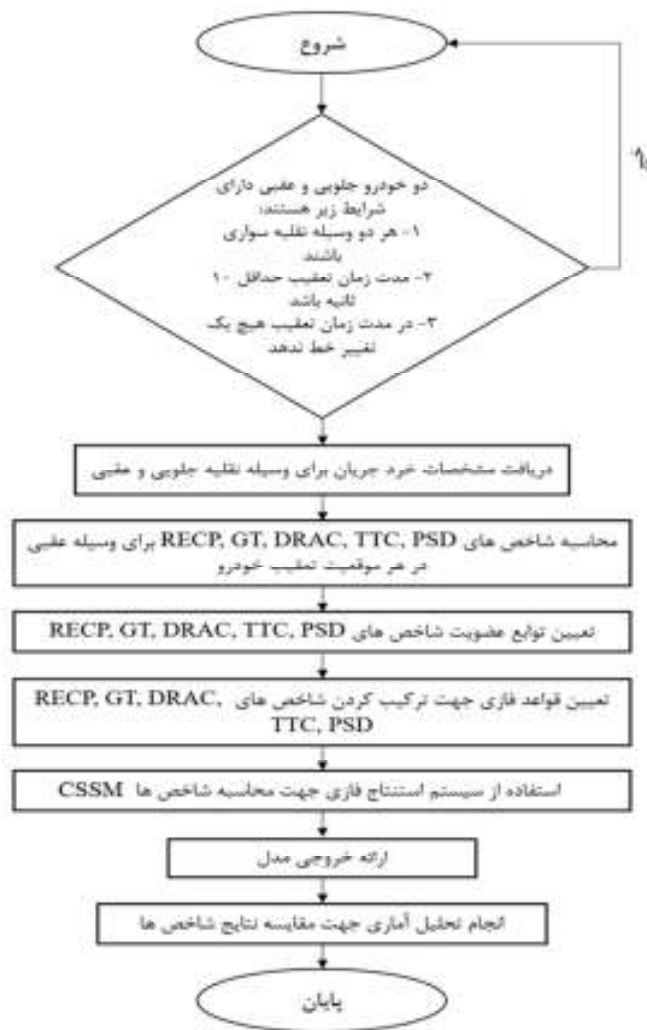 شروع
دو خودرو جلویی و عقبی دارای
شرایط زیر هستند:
۱- هر دو وسیله نقلیه سواری
باشند
۲- مدت زمان تعقیب حداقل ۱۰
ثانیه باشد
۳- در مدت زمان تعقیب هیچ یک
تغییر خط ندهد
دریافت مشخصات خرد جریان برای وسیله نقلیه جلویی و عقبی
محاسبه شاخص های RECP, GT, DRAC, TTC, PSD برای وسیله عقبی
در هر موقعیت تعقیب خودرو
تعیین توابع عضویت شاخص های RECP, GT, DRAC, TTC, PSD
تعیین قواعد فازی جهت ترکیب کردن شاخص های RECP, GT, DRAC,
TTC, PSD
استفاده از سیستم استنتاج فازی جهت محاسبه شاخص ها CSSM
ارائه خروجی مدل
انجام تحلیل آماری جهت مقایسه نتایج شاخص ها
پایان